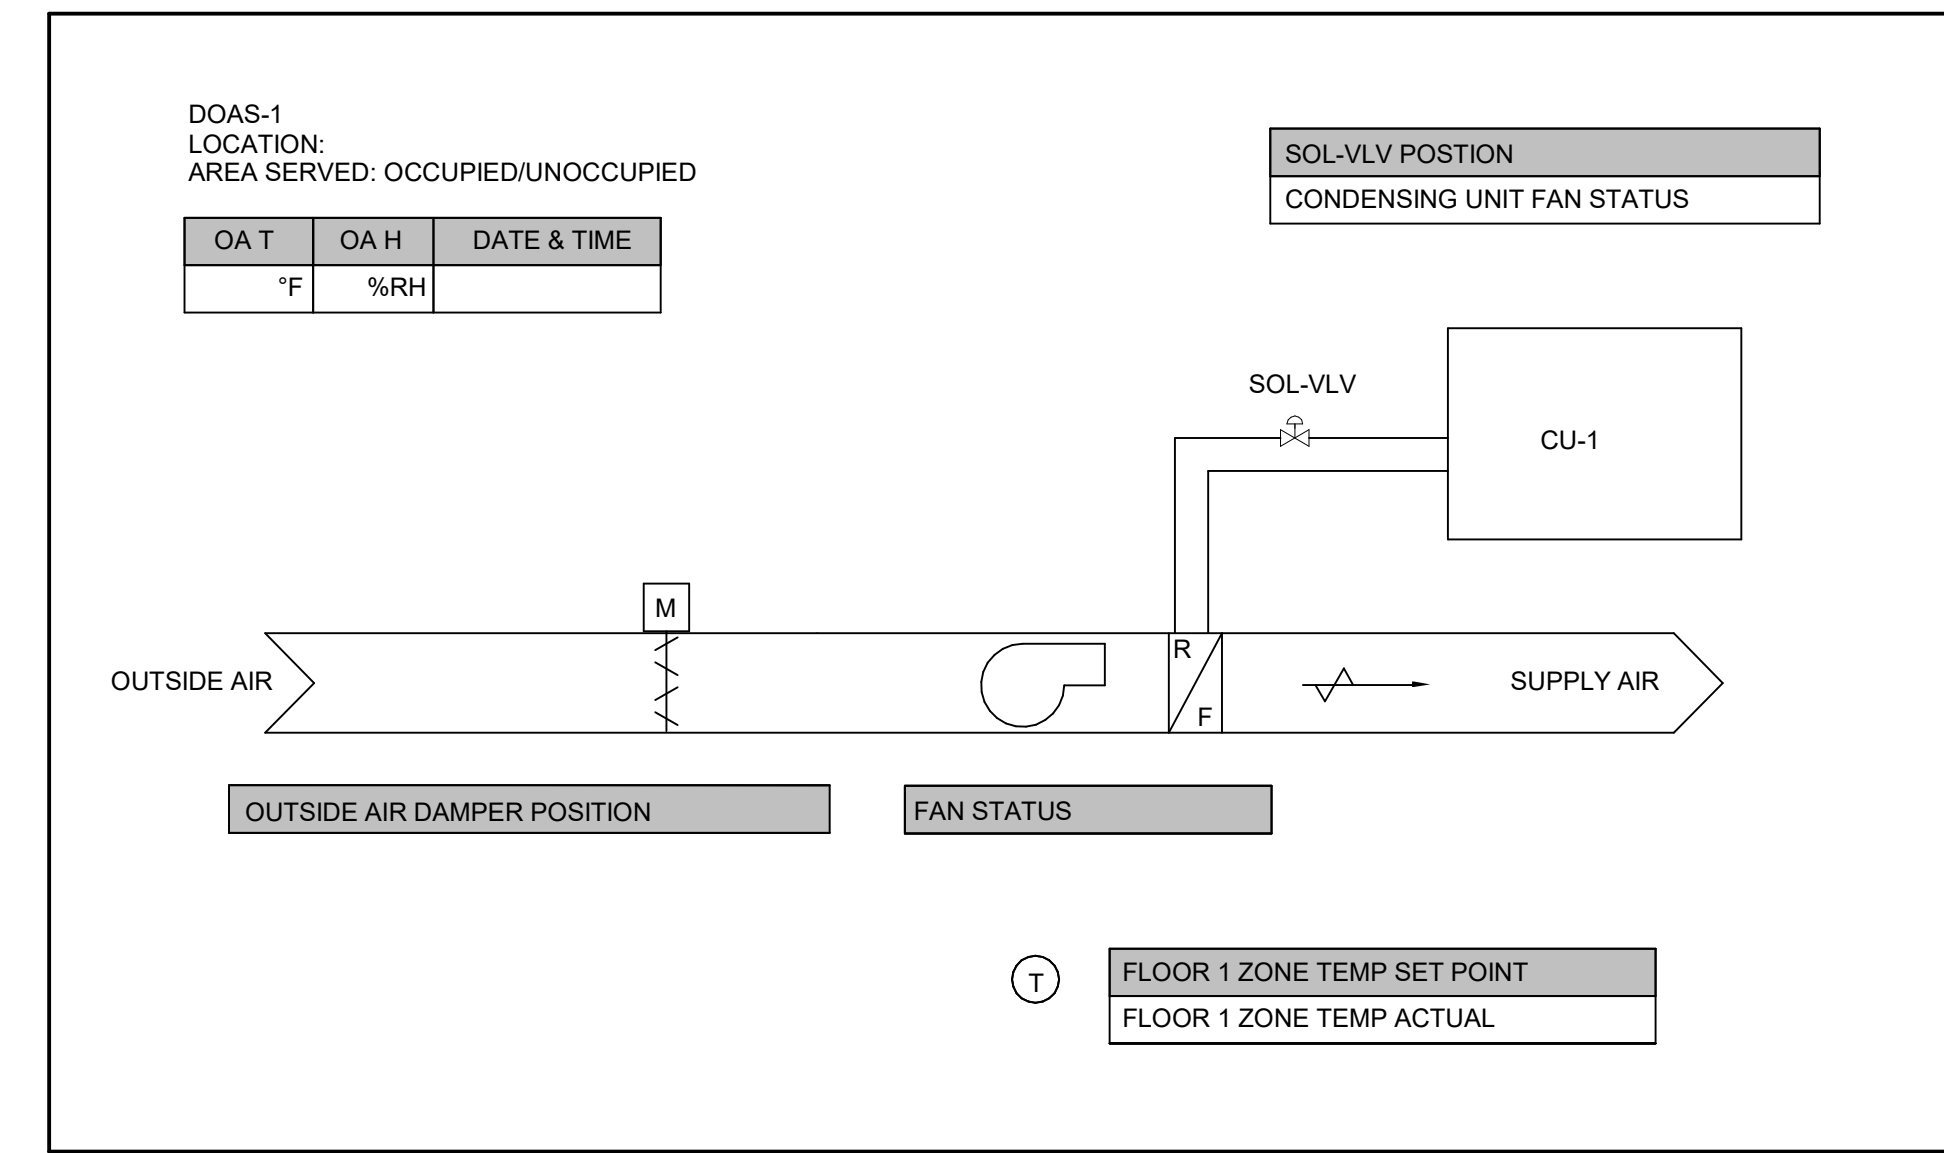 DOAS-1
LOCATION:
AREA SERVED: OCCUPIED/UNOCCUPIED
OA T OA H DATE & TIME
°F %RH
SOL-VLV POSTION
CONDENSING UNIT FAN STATUS
SOL-VLV
CU-1
M
OUTSIDE AIR
R
F
SUPPLY AIR
OUTSIDE AIR DAMPER POSITION
FAN STATUS
T
FLOOR 1 ZONE TEMP SET POINT
FLOOR 1 ZONE TEMP ACTUAL